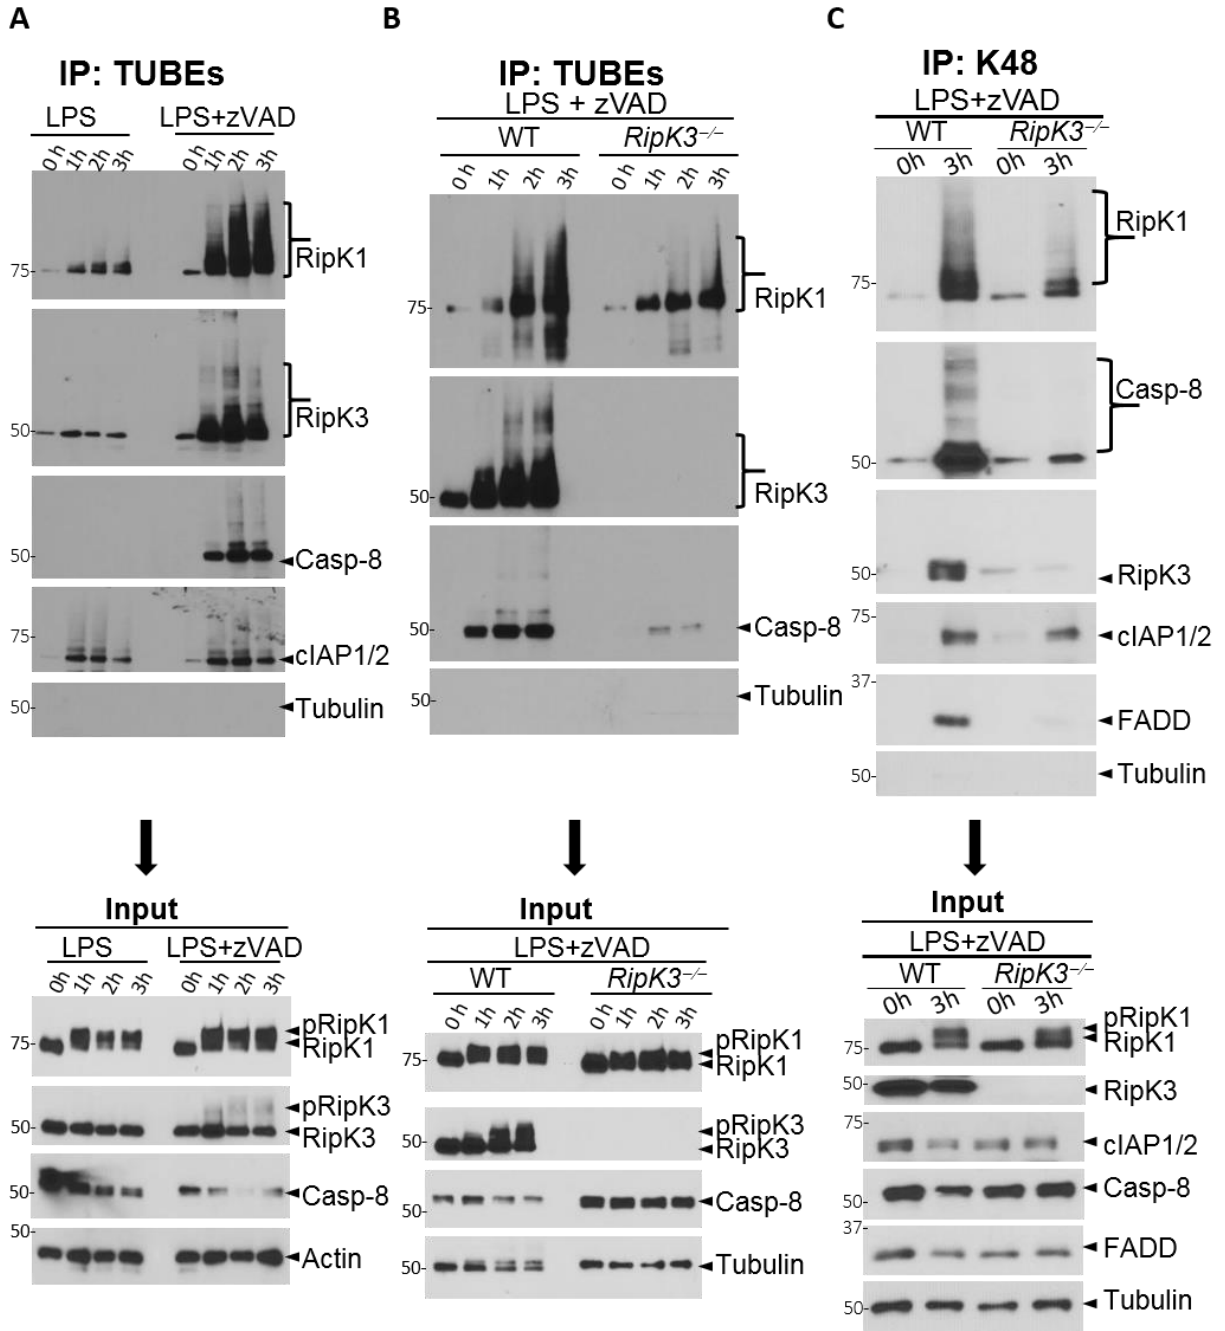 A
IP: TUBEs
LPS
LPS+zVAD
0 h 1h 2h 3h 0 h 1h 2h 3h
75-
RipK1
50-
RipK3
50-
Casp-8
75-
cIAP1/2
50-
Tubulin
Input
LPS
LPS+zVAD
0h 1h 2h 3h 0h 1h 2h 3h
75-
pRipK1
RipK1
50-
pRipK3
RipK3
50-
Casp-8
50-
Actin
B
IP: TUBEs
LPS + zVAD
WT
RipK3–/–
0 h 1h 2h 3h 0 h 1h 2h 3h
75-
RipK1
50-
RipK3
50-
Casp-8
50-
Tubulin
Input
LPS+zVAD
WT
RipK3–/–
0 h 1h 2h 3h 0h 1h 2h 3h
75-
pRipK1
RipK1
50-
pRipK3
RipK3
50-
Casp-8
50-
Tubulin
C
IP: K48
LPS+zVAD
WT
RipK3–/–
0h 3h 0h 3h
75-
RipK1
50-
Casp-8
50-
RipK3
75-
cIAP1/2
37-
FADD
50-
Tubulin
Input
LPS+zVAD
WT
RipK3–/–
0h 3h 0h 3h
75-
pRipK1
RipK1
50-
RipK3
75-
cIAP1/2
50-
Casp-8
37-
FADD
50-
Tubulin